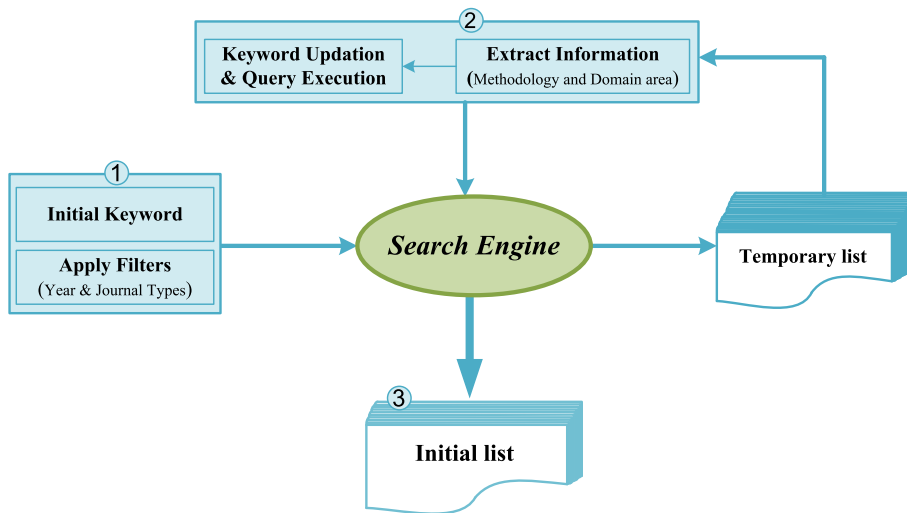 2
Keyword Updation
& Query Execution
Extract Information
(Methodology and Domain area)
1
Initial Keyword
Apply Filters
(Year & Journal Types)
Search Engine
Temporary list
3
Initial list